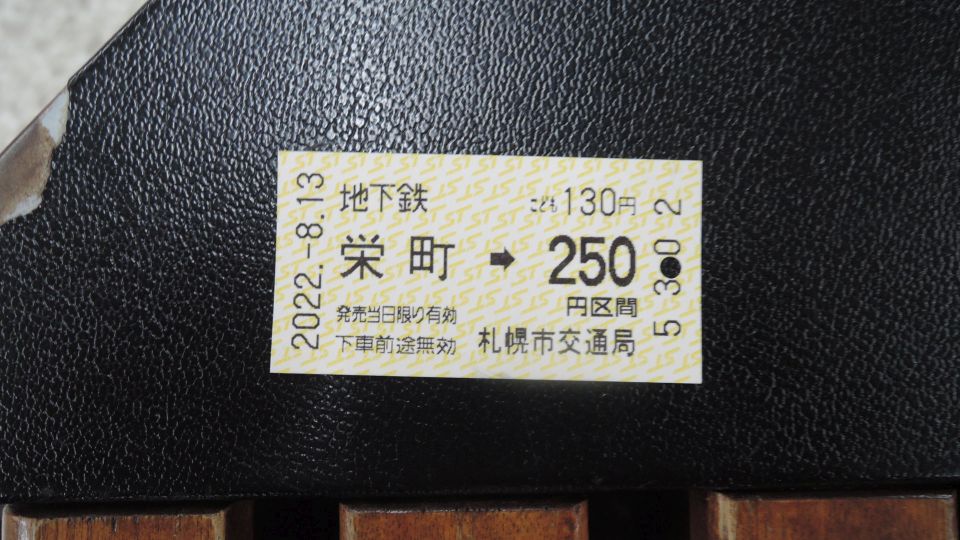 2022.-8.13
地下鉄 こども130円
栄町 ➡ 250
円区間
発売当日限り有効
下車前途無効 札幌市交通局
5 3●0 2